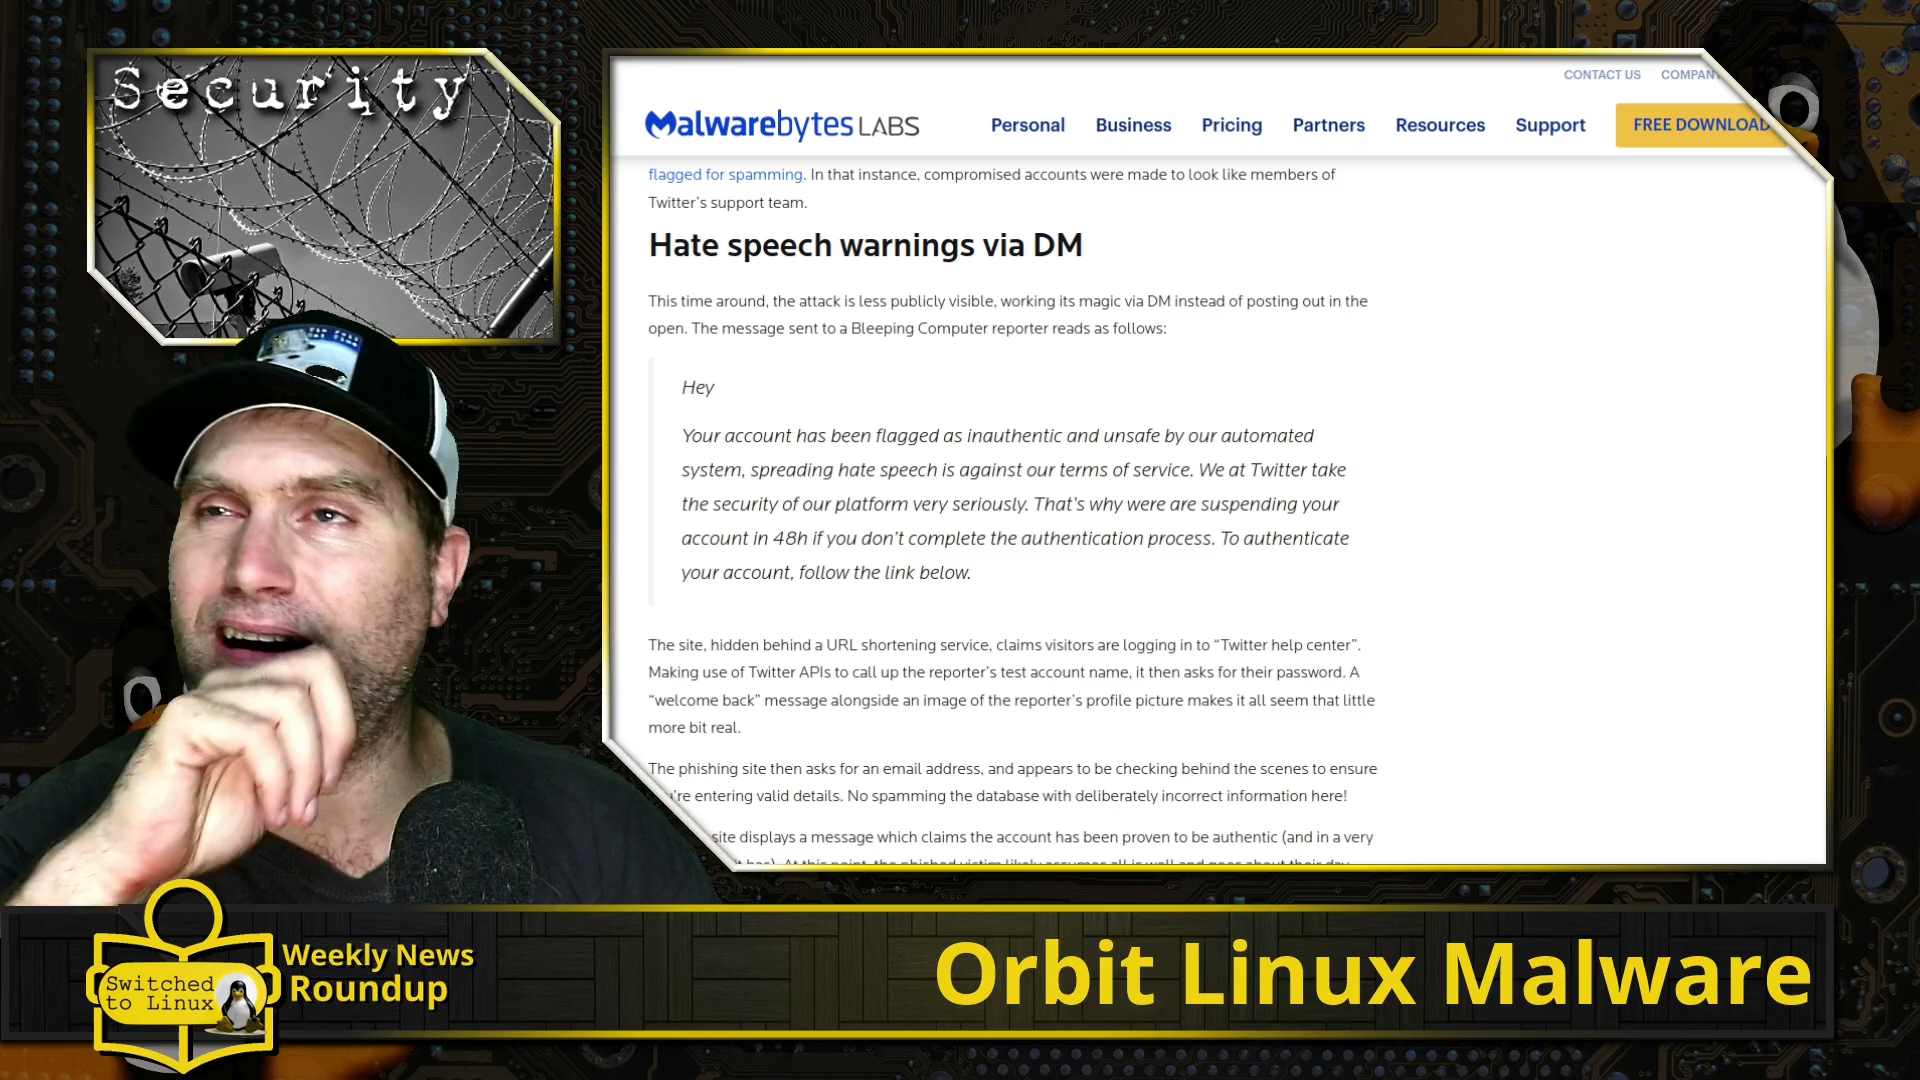 Security
CONTACT US
Malwarebytes LABS
Personal
Business
Pricing
Partners
Resources
Support
FREE DOWNLOAD
flagged for spamming. In that instance, compromised accounts were made to look like members of
Twitter's support team.
Hate speech warnings via DM
This time around, the attack is less publicly visible, working its magic via DM instead of posting out in the
open. The message sent to a Bleeping Computer reporter reads as follows:
Hey
Your account has been flagged as inauthentic and unsafe by our automated
system, spreading hate speech is against our terms of service. We at Twitter take
the security of our platform very seriously. That's why were are suspending your
account in 48h if you don't complete the authentication process. To authenticate
your account, follow the link below.
The site, hidden behind a URL shortening service, claims visitors are logging in to “Twitter help center”.
Making use of Twitter APIs to call up the reporter's test account name, it then asks for their password. A
“welcome back” message alongside an image of the reporter's profile picture makes it all seem that little
more bit real.
The phishing site then asks for an email address, and appears to be checking behind the scenes to ensure
're entering valid details. No spamming the database with deliberately incorrect information here!
site displays a message which claims the account has been proven to be authentic (and in a very
Switched
to Linux
Weekly News
Roundup
Orbit Linux Malware